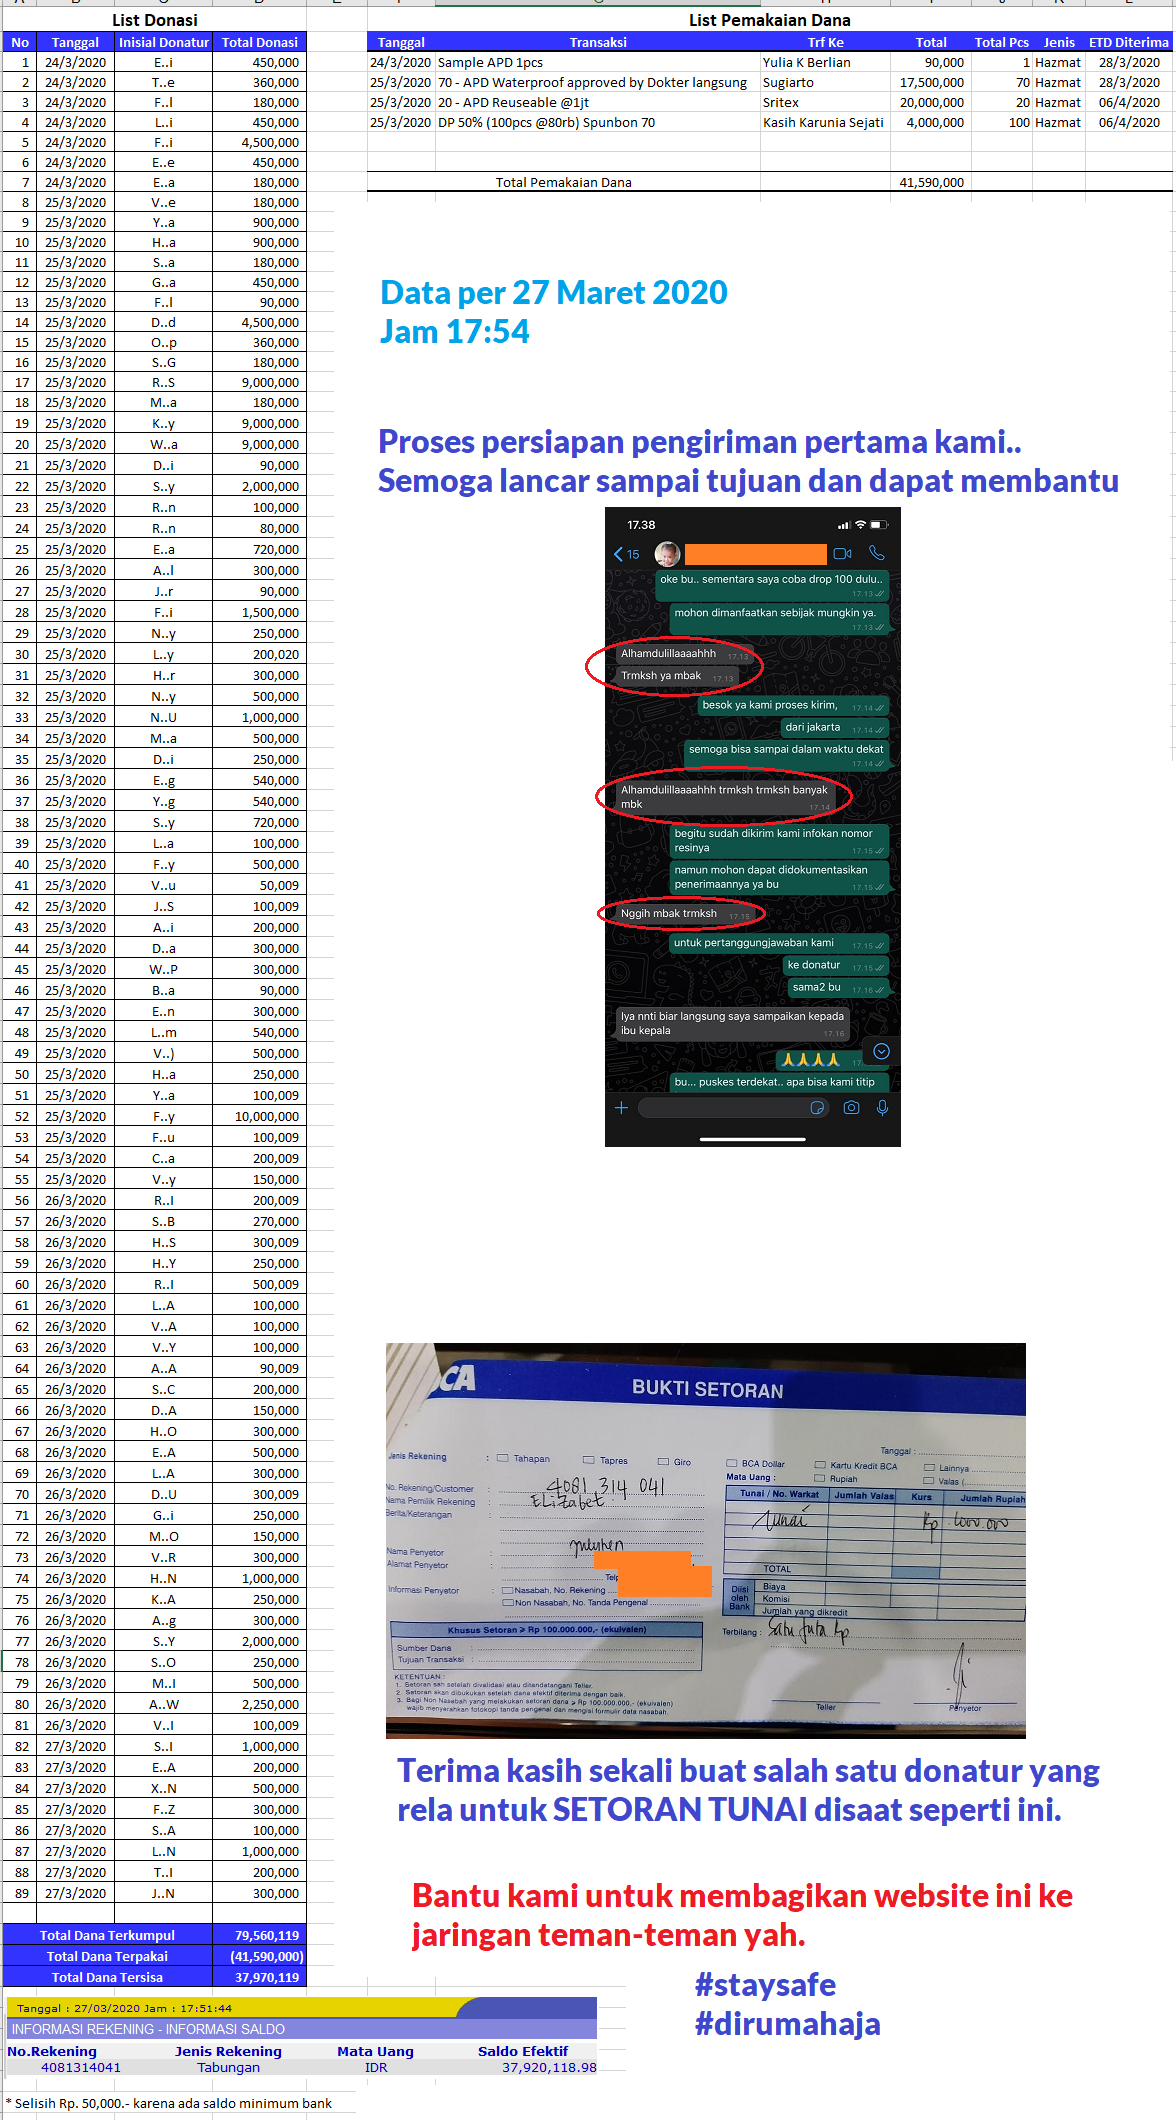 List Donasi
No Tanggal Inisial Donatur Total Donasi
1 24/3/2020 E..i 450,000
2 24/3/2020 T..e 360,000
3 24/3/2020 F..l 180,000
4 24/3/2020 L..i 450,000
5 24/3/2020 F..i 4,500,000
6 24/3/2020 E..e 450,000
7 24/3/2020 E..a 180,000
8 25/3/2020 V..e 180,000
9 25/3/2020 Y..a 900,000
10 25/3/2020 H..a 900,000
11 25/3/2020 S..a 180,000
12 25/3/2020 G..a 450,000
13 25/3/2020 F..l 90,000
14 25/3/2020 D..d 4,500,000
15 25/3/2020 O..p 360,000
16 25/3/2020 S..G 180,000
17 25/3/2020 R..S 9,000,000
18 25/3/2020 M..a 180,000
19 25/3/2020 K..y 9,000,000
20 25/3/2020 W..a 9,000,000
21 25/3/2020 D..i 90,000
22 25/3/2020 S..y 2,000,000
23 25/3/2020 R..n 100,000
24 25/3/2020 R..n 80,000
25 25/3/2020 E..a 720,000
26 25/3/2020 A..l 300,000
27 25/3/2020 J..r 90,000
28 25/3/2020 F..i 1,500,000
29 25/3/2020 N..y 250,000
30 25/3/2020 L..y 200,020
31 25/3/2020 H..r 300,000
32 25/3/2020 N..y 500,000
33 25/3/2020 N..U 1,000,000
34 25/3/2020 M..a 500,000
35 25/3/2020 D..i 250,000
36 25/3/2020 E..g 540,000
37 25/3/2020 Y..g 540,000
38 25/3/2020 S..y 720,000
39 25/3/2020 L..a 100,000
40 25/3/2020 F..y 500,000
41 25/3/2020 V..u 50,009
42 25/3/2020 J..S 100,009
43 25/3/2020 A..i 200,000
44 25/3/2020 D..a 300,000
45 25/3/2020 W..P 300,000
46 25/3/2020 B..a 90,000
47 25/3/2020 E..n 300,000
48 25/3/2020 L..m 540,000
49 25/3/2020 V..) 500,000
50 25/3/2020 H..a 250,000
51 25/3/2020 Y..a 100,009
52 25/3/2020 F..y 10,000,000
53 25/3/2020 F..u 100,009
54 25/3/2020 C..a 200,009
55 25/3/2020 V..y 150,000
56 26/3/2020 R..I 200,009
57 26/3/2020 S..B 270,000
58 26/3/2020 H..S 300,009
59 26/3/2020 H..Y 250,000
60 26/3/2020 R..I 500,009
61 26/3/2020 L..A 100,000
62 26/3/2020 V..A 100,000
63 26/3/2020 V..Y 100,000
64 26/3/2020 A..A 90,009
65 26/3/2020 S..C 200,000
66 26/3/2020 D..A 150,000
67 26/3/2020 H..O 300,000
68 26/3/2020 E..A 500,000
69 26/3/2020 L..A 300,000
70 26/3/2020 D..U 300,009
71 26/3/2020 G..i 250,000
72 26/3/2020 M..O 150,000
73 26/3/2020 V..R 300,000
74 26/3/2020 H..N 1,000,000
75 26/3/2020 K..A 250,000
76 26/3/2020 A..g 300,000
77 26/3/2020 S..Y 2,000,000
78 26/3/2020 S..O 250,000
79 26/3/2020 M..I 500,000
80 26/3/2020 A..W 2,250,000
81 26/3/2020 V..I 100,009
82 27/3/2020 S..I 1,000,000
83 27/3/2020 E..A 200,000
84 27/3/2020 X..N 500,000
85 27/3/2020 F..Z 300,000
86 27/3/2020 S..A 100,000
87 27/3/2020 L..N 1,000,000
88 27/3/2020 T..I 200,000
89 27/3/2020 J..N 300,000
Total Dana Terkumpul 79,560,119
Total Dana Terpakai (41,590,000)
Total Dana Tersisa 37,970,119
Tanggal : 27/03/2020 Jam : 17:51:44
INFORMASI REKENING - INFORMASI SALDO
No.Rekening Jenis Rekening Mata Uang Saldo Efektif
4081314041 Tabungan IDR 37,920,118.98
* Selisih Rp. 50,000.- karena ada saldo minimum bank
List Pemakaian Dana
Tanggal Transaksi Trf Ke Total Total Pcs Jenis ETD Diterima
24/3/2020 Sample APD 1pcs Yulia K Berlian 90,000 1 Hazmat 28/3/2020
25/3/2020 70 - APD Waterproof approved by Dokter langsung Sugiarto 17,500,000 70 Hazmat 28/3/2020
25/3/2020 20 - APD Reuseable @1jt Sritex 20,000,000 20 Hazmat 06/4/2020
25/3/2020 DP 50% (100pcs @80rb) Spunbon 70 Kasih Karunia Sejati 4,000,000 100 Hazmat 06/4/2020
Total Pemakaian Dana 41,590,000
Data per 27 Maret 2020
Jam 17:54
Proses persiapan pengiriman pertama kami..
Semoga lancar sampai tujuan dan dapat membantu
17.38
15
oke bu.. sementara saya coba drop 100 dulu..
17.13
mohon dimanfaatkan sebijak mungkin ya.
17.13
Alhamdulillaaaahhh 17.13
Trmksh ya mbak 17.13
besok ya kami proses kirim, 17.14
dari jakarta 17.14
semoga bisa sampai dalam waktu dekat
17.14
Alhamdulillaaaahhh trmksh trmksh banyak
mbk
17.14
begitu sudah dikirim kami infokan nomor
resinya 17.15
namun mohon dapat didokumentasikan
penerimaannya ya bu 17.15
Nggih mbak trmksh 17.15
untuk pertanggungjawaban kami 17.15
ke donatur 17.15
sama2 bu 17.16
Iya nnti biar langsung saya sampaikan kepada
ibu kepala 17.16
🙏🙏🙏🙏 17
bu... puskes terdekat.. apa bisa kami titip
CA
BUKTI SETORAN
Tanggal :
Jenis Rekening : Tahapan Tapres Giro BCA Dollar Kartu Kredit BCA Lainnya
Mata Uang : Rupiah Valas (
No. Rekening/Customer : 4081 314 041
Nama Pemilik Rekening : Elizabet
Berita/Keterangan :
Tunai / No. Warkat Jumlah Valas Kurs Jumlah Rupiah
Tunai Rp 1.000.000
Nama Penyetor :
Alamat Penyetor :
Telp
Informasi Penyetor : Nasabah, No. Rekening
Non Nasabah, No. Tanda Pengenal
TOTAL
Diisi oleh Bank
Biaya
Komisi
Jumlah yang dikredit
Terbilang : Satu juta Rp
Khusus Setoran ≥ Rp 100.000.000,- (ekuivalen)
Sumber Dana :
Tujuan Transaksi :
KETENTUAN :
1. Setoran sah setelah divalidasi atau ditandatangani Teller.
2. Setoran akan dibukukan setelah dana efektif diterima dengan baik.
3. Bagi Non Nasabah yang melakukan setoran dana ≥ Rp 100.000.000,- (ekuivalen)
wajib menyerahkan fotokopi tanda pengenal dan mengisi formulir data nasabah.
Teller Penyetor
Terima kasih sekali buat salah satu donatur yang
rela untuk SETORAN TUNAI disaat seperti ini.
Bantu kami untuk membagikan website ini ke
jaringan teman-teman yah.
#staysafe
#dirumahaja